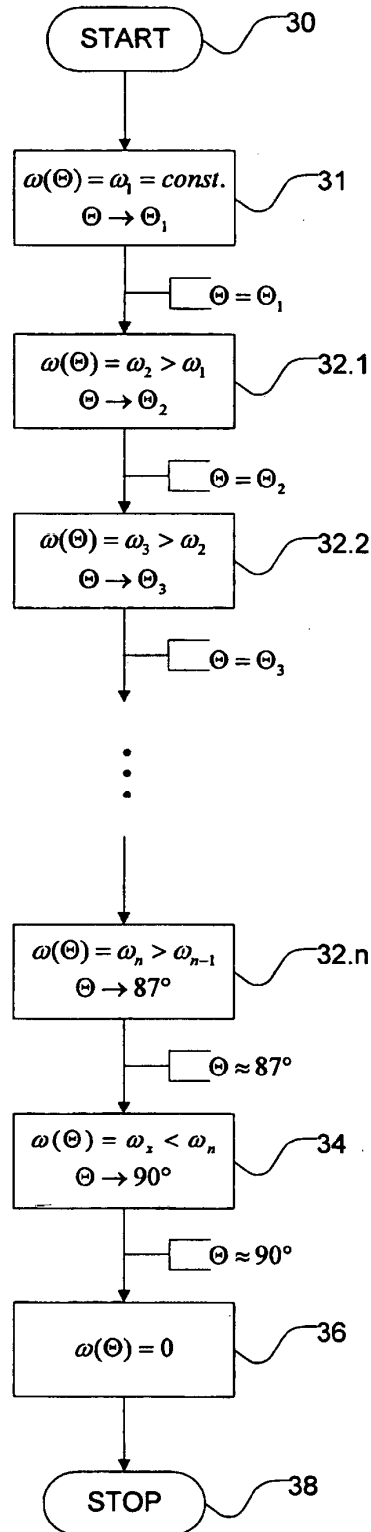 START 30
ω(Θ) = ω₁ = const. 31
Θ → Θ₁
Θ = Θ₁
ω(Θ) = ω₂ > ω₁ 32.1
Θ → Θ₂
Θ = Θ₂
ω(Θ) = ω₃ > ω₂ 32.2
Θ → Θ₃
Θ = Θ₃
ω(Θ) = ωₙ > ωₙ₋₁ 32.n
Θ → 87°
Θ ≈ 87°
ω(Θ) = ωₓ < ωₙ 34
Θ → 90°
Θ ≈ 90°
ω(Θ) = 0 36
STOP 38